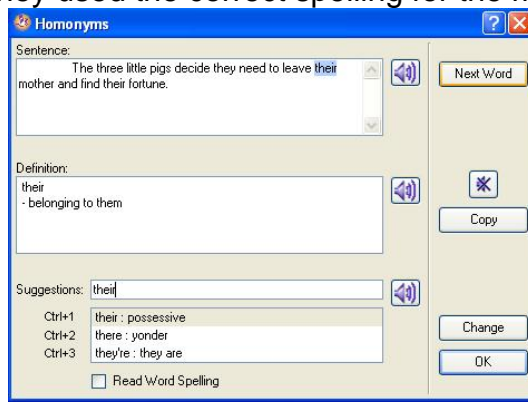 they used the correct spelling for the
Homonyms
Sentence:
The three little pigs decide they need to leave their
mother and find their fortune.
Next Word
Definition:
their
- belonging to them
Copy
Suggestions: their
Ctrl+1 their : possessive
Ctrl+2 there : yonder
Ctrl+3 they're : they are
Change
OK
Read Word Spelling